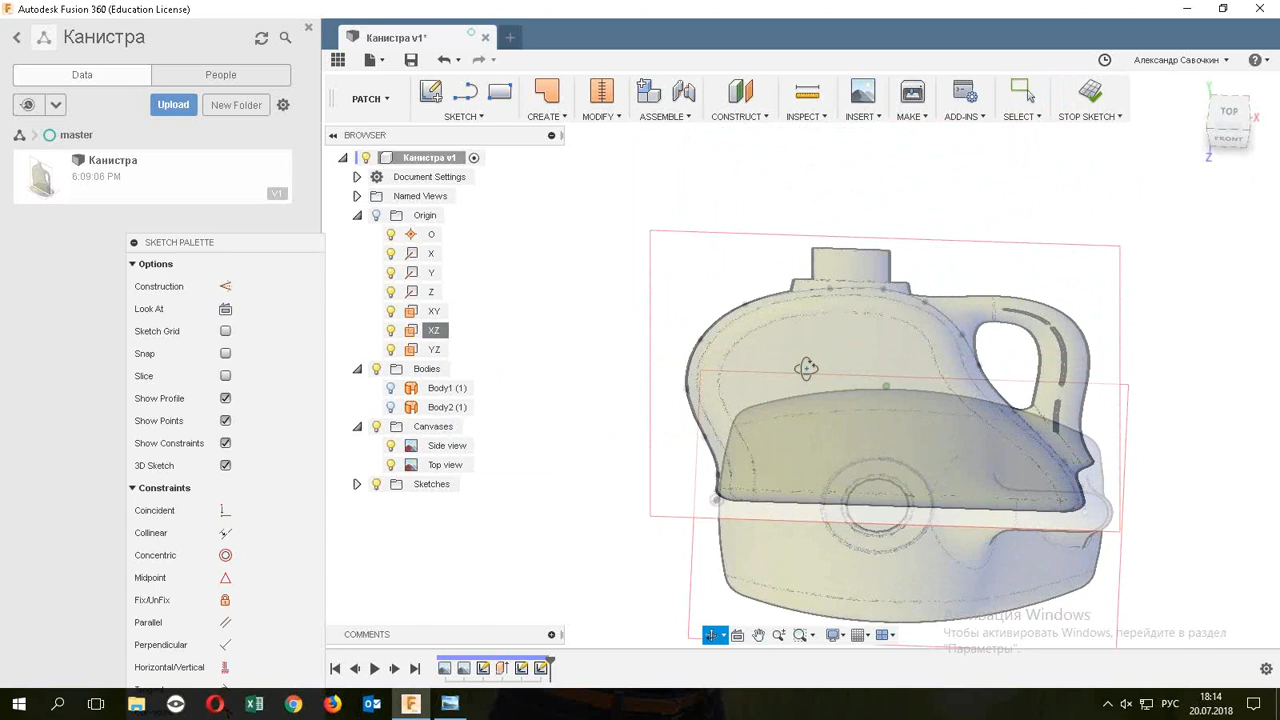 Autodesk Fusion 360 (Education License)
Канистра
Канистра v1*
Data
People
Александр Савочкин
Upload
New Folder
PATCH
SKETCH
CREATE
MODIFY
ASSEMBLE
CONSTRUCT
INSPECT
INSERT
MAKE
ADD-INS
SELECT
STOP SKETCH
Y
TOP
X
FRONT
Z
master
BROWSER
Канистра
6:09:06 PM
V1
Канистра v1
Document Settings
Named Views
Origin
O
X
Y
Z
XY
XZ
YZ
Bodies
Body1 (1)
Body2 (1)
Canvases
Side view
Top view
Sketches
SKETCH PALETTE
Options
Construction
Look At
Sketch Grid
Snap
Slice
Show Profile
Show Points
Show Constraints
3D Sketch
Constraints
Coincident
Collinear
Concentric
Midpoint
Fix/UnFix
Parallel
Perpendicular
Horizontal/Vertical
COMMENTS
Активация Windows
Чтобы активировать Windows, перейдите в раздел
"Параметры".
РУС
18:14
20.07.2018